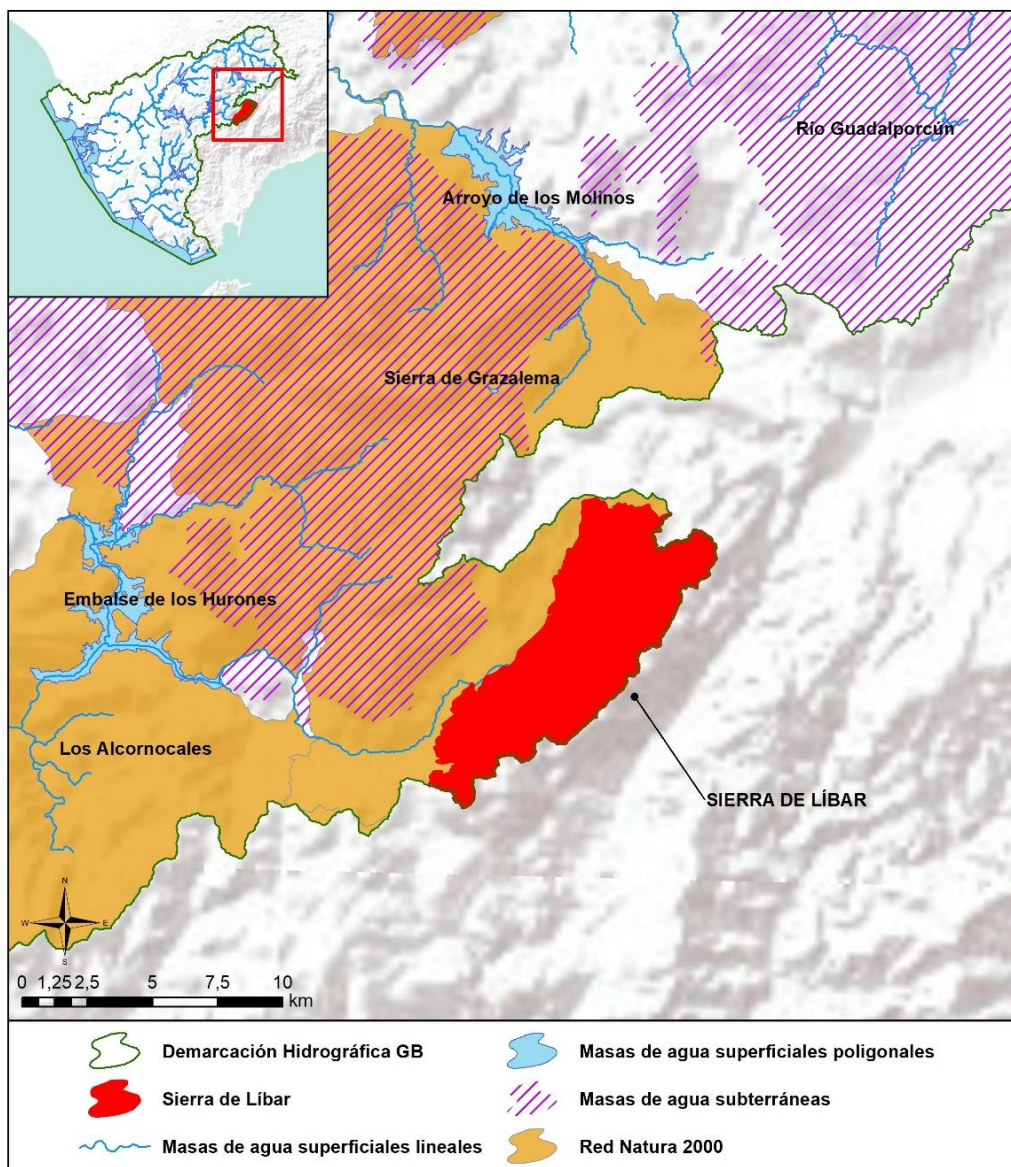 Río Guadalporcún
Arroyo de los Molinos
Sierra de Grazalema
Embalse de los Hurones
Los Alcornocales
SIERRA DE LÍBAR
N
W E
S
0 1,25 2,5 5 7,5 10
km
Demarcación Hidrográfica GB
Masas de agua superficiales poligonales
Sierra de Líbar
Masas de agua subterráneas
Masas de agua superficiales lineales
Red Natura 2000